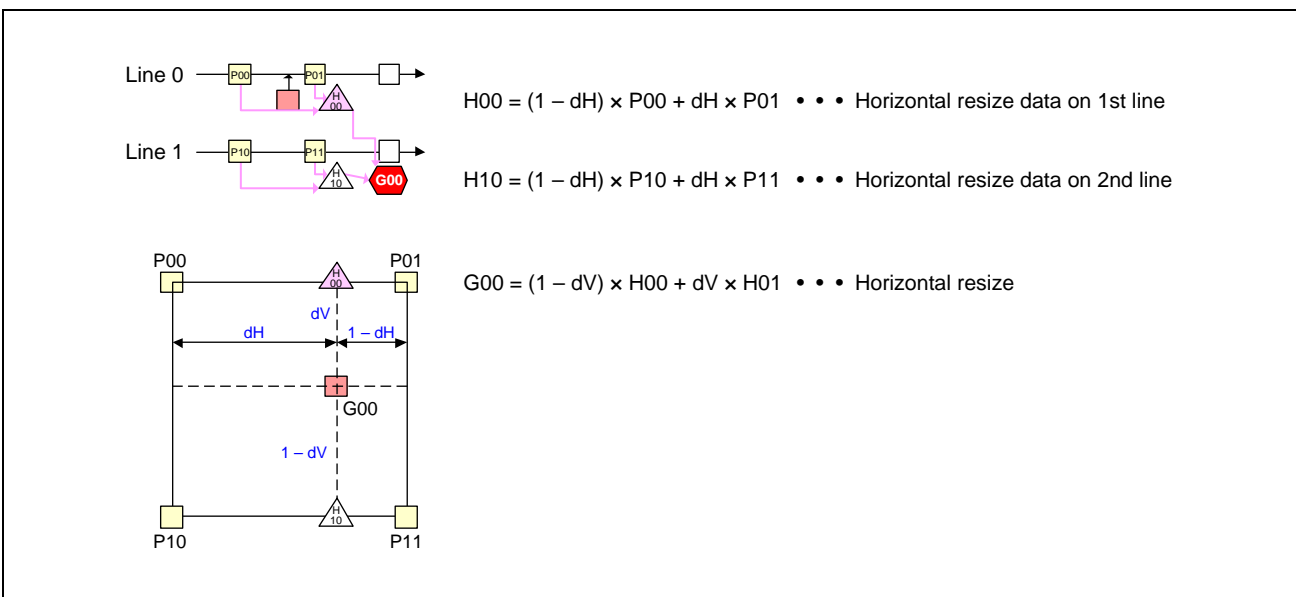 Line 0
P00
P01
H
00
H00 = (1 – dH) × P00 + dH × P01 • • • Horizontal resize data on 1st line
Line 1
P10
P11
H
10
G00
H10 = (1 – dH) × P10 + dH × P11 • • • Horizontal resize data on 2nd line
P00
H
00
P01
G00 = (1 – dV) × H00 + dV × H01 • • • Horizontal resize
dV
dH
1 – dH
G00
1 – dV
H
10
P10
P11